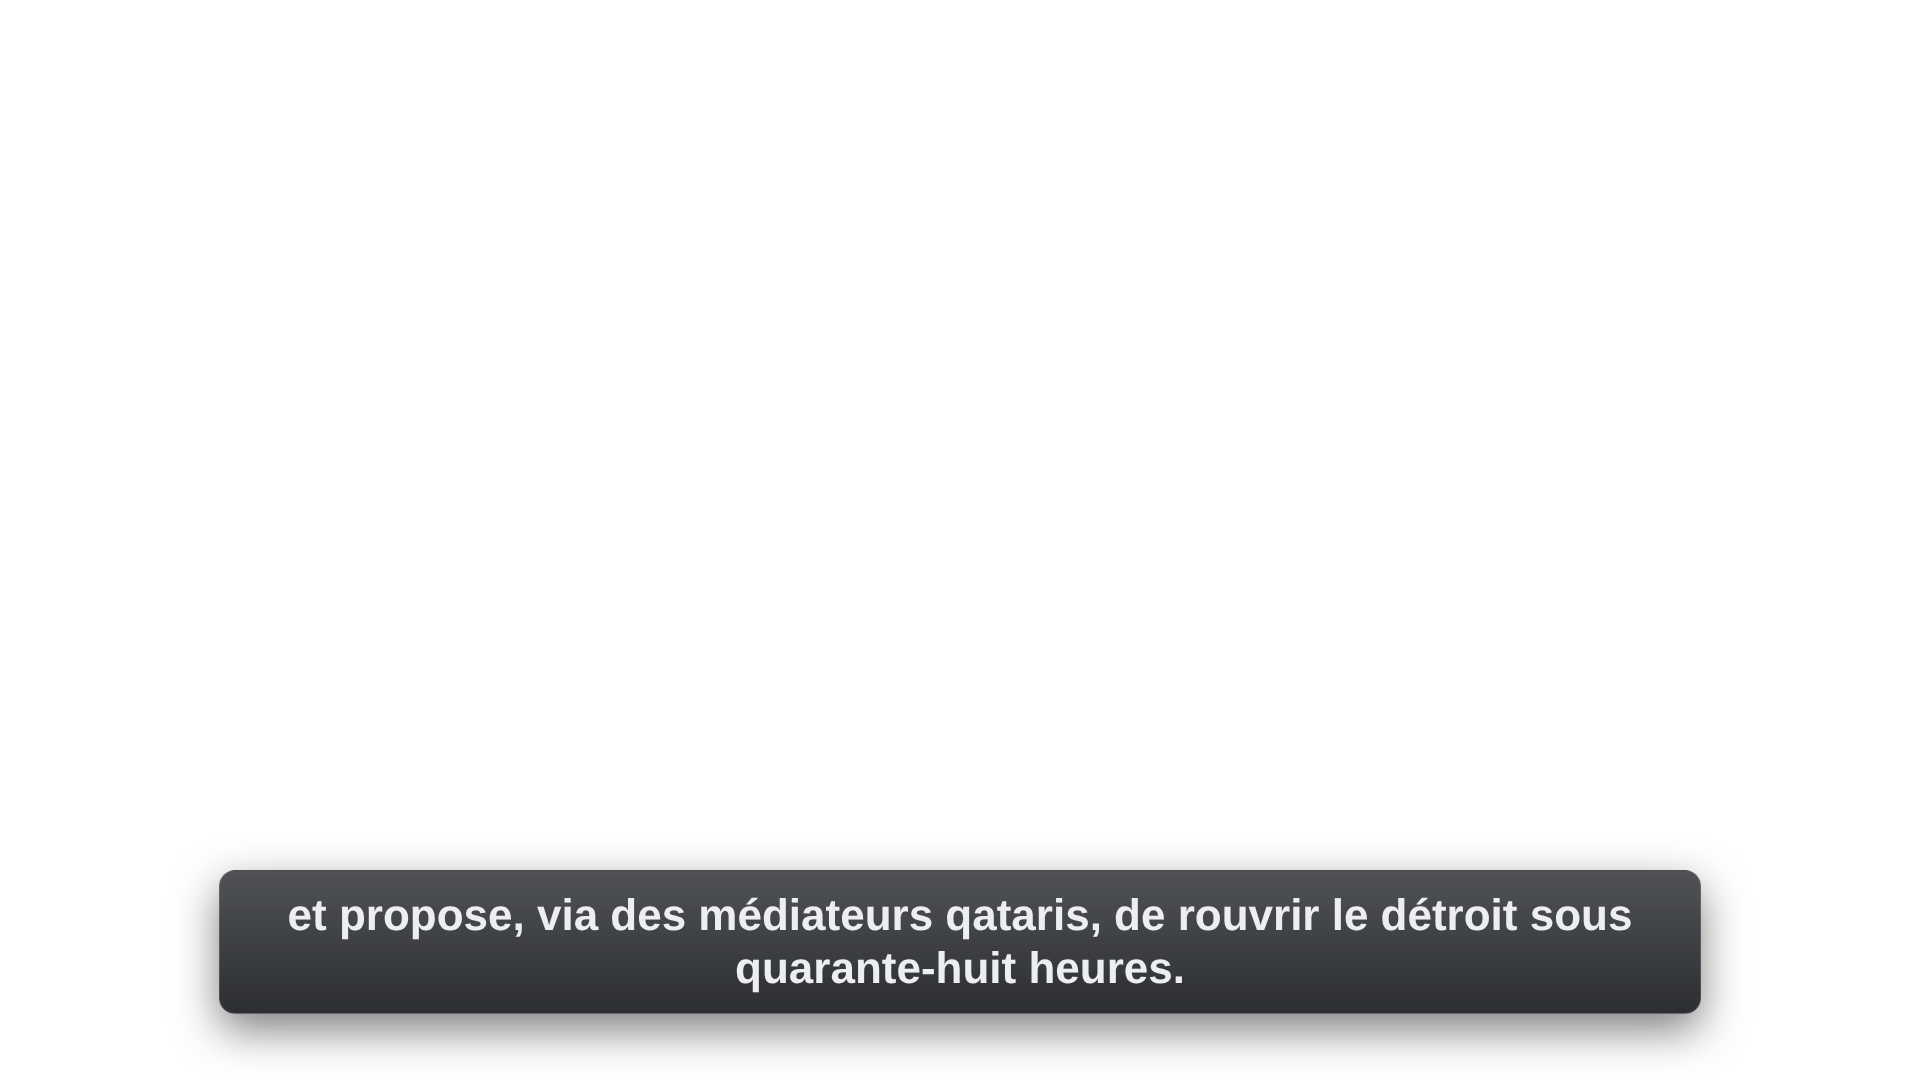 et propose, via des médiateurs qataris, de rouvrir le détroit sous
quarante-huit heures.